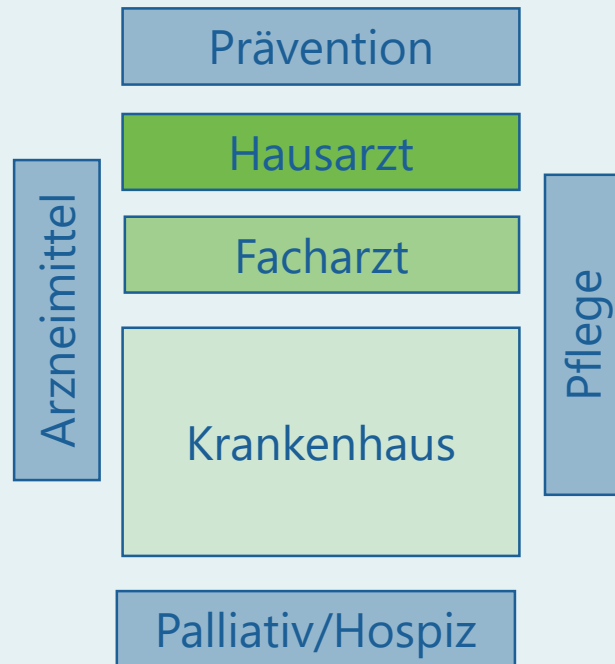 Prävention
Hausarzt
Facharzt
Arzneimittel
Pflege
Krankenhaus
Palliativ/Hospiz